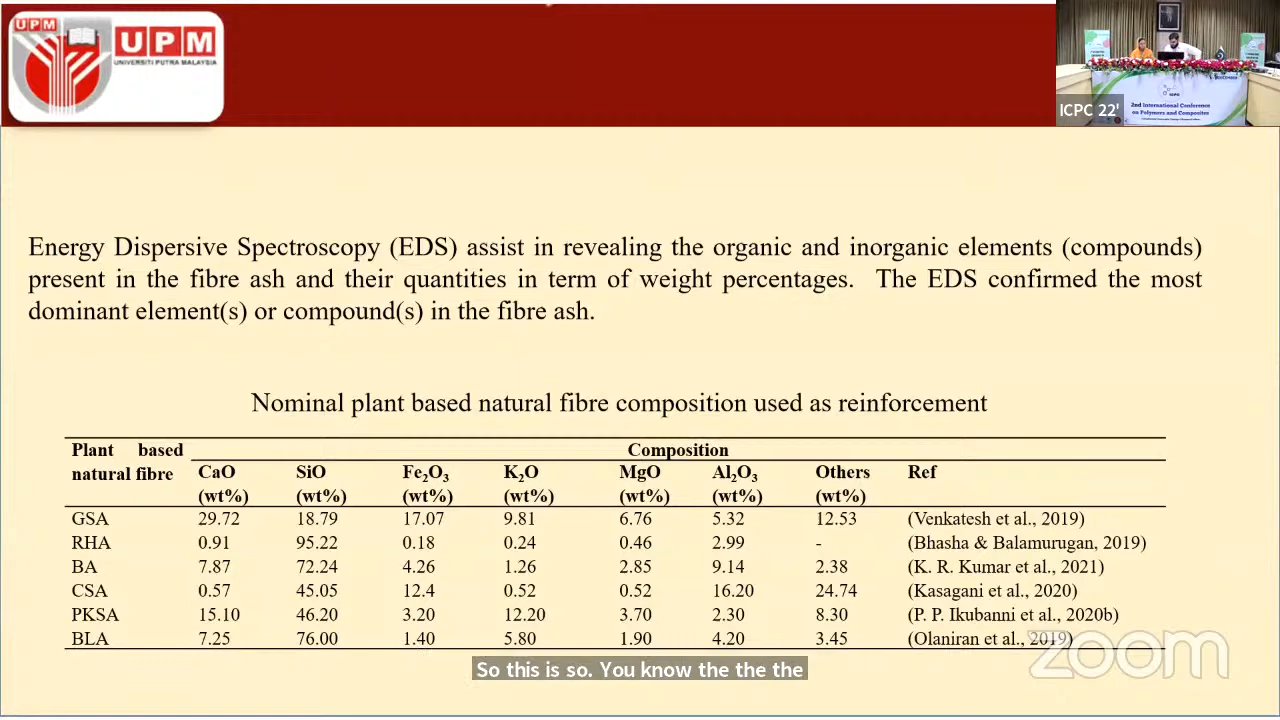 UPM
UPM
UNIVERSITI PUTRA MALAYSIA
ICPC 22'
2nd International Conference
on Polymers and Composites
Energy Dispersive Spectroscopy (EDS) assist in revealing the organic and inorganic elements (compounds)
present in the fibre ash and their quantities in term of weight percentages. The EDS confirmed the most
dominant element(s) or compound(s) in the fibre ash.
Nominal plant based natural fibre composition used as reinforcement
Plant based Composition
natural fibre CaO SiO Fe₂O₃ K₂O MgO Al₂O₃ Others Ref
(wt%) (wt%) (wt%) (wt%) (wt%) (wt%) (wt%)
GSA 29.72 18.79 17.07 9.81 6.76 5.32 12.53 (Venkatesh et al., 2019)
RHA 0.91 95.22 0.18 0.24 0.46 2.99 - (Bhasha & Balamurugan, 2019)
BA 7.87 72.24 4.26 1.26 2.85 9.14 2.38 (K. R. Kumar et al., 2021)
CSA 0.57 45.05 12.4 0.52 0.52 16.20 24.74 (Kasagani et al., 2020)
PKSA 15.10 46.20 3.20 12.20 3.70 2.30 8.30 (P. P. Ikubanni et al., 2020b)
BLA 7.25 76.00 1.40 5.80 1.90 4.20 3.45 (Olaniran et al., 2019)
zoom
So this is so. You know the the the